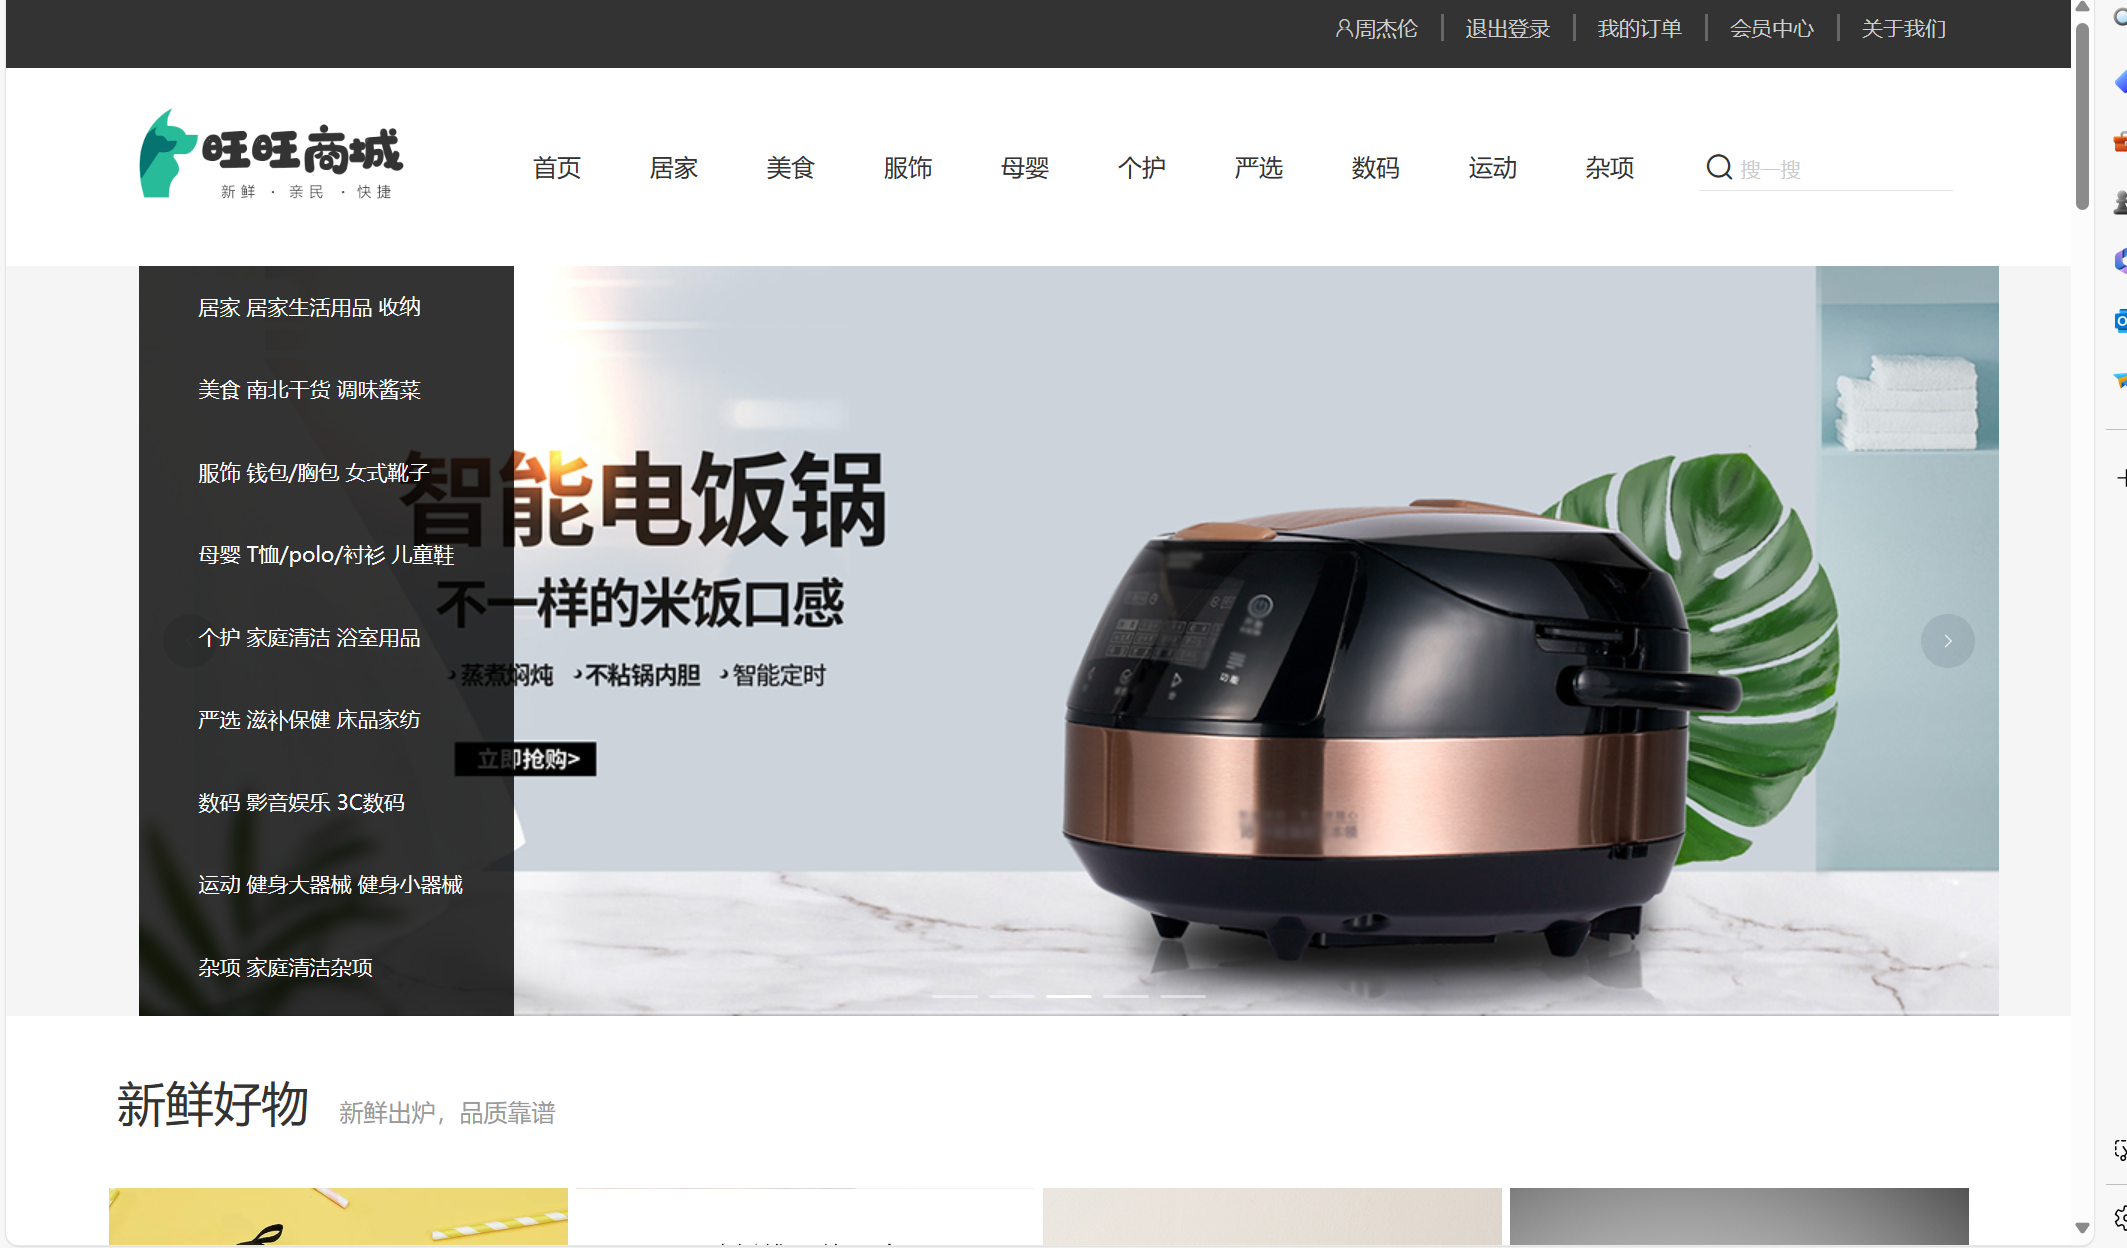 周杰伦 退出登录 我的订单 会员中心 关于我们
旺旺商城
新鲜 · 亲民 · 快捷
首页 居家 美食 服饰 母婴 个护 严选 数码 运动 杂项 搜一搜
居家 居家生活用品 收纳
美食 南北干货 调味酱菜
服饰 钱包/胸包 女式靴子
母婴 T恤/polo/衬衫 儿童鞋
个护 家庭清洁 浴室用品
严选 滋补保健 床品家纺
数码 影音娱乐 3C数码
运动 健身大器械 健身小器械
杂项 家庭清洁杂项
智能电饭锅
不一样的米饭口感
蒸煮焖炖 不粘锅内胆 智能定时
立即抢购>
功能
新鲜好物 新鲜出炉，品质靠谱